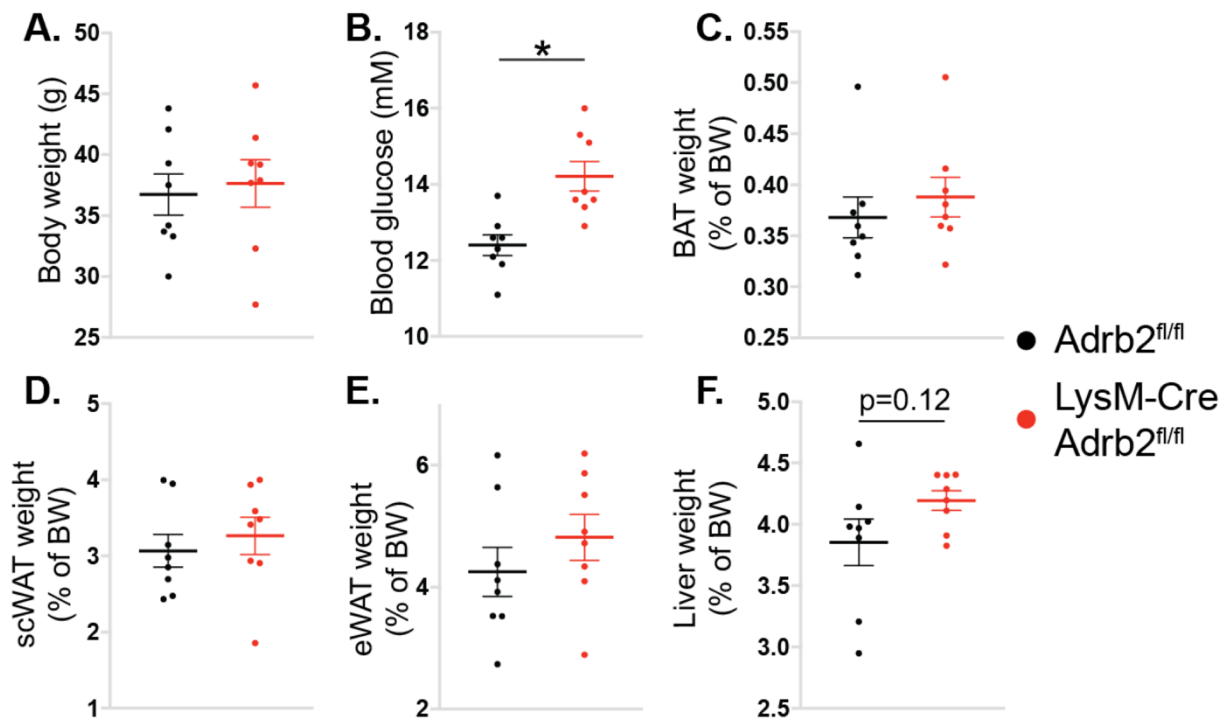 A.
Body weight (g)
50
45
40
35
30
25
B.
Blood glucose (mM)
18
16
14
12
10
*
C.
BAT weight
(% of BW)
0.55
0.50
0.45
0.40
0.35
0.30
0.25
D.
scWAT weight
(% of BW)
5
4
3
2
1
E.
eWAT weight
(% of BW)
6
4
2
F.
Liver weight
(% of BW)
5.0
4.5
4.0
3.5
3.0
2.5
p=0.12
Adrb2fl/fl
LysM-Cre
Adrb2fl/fl